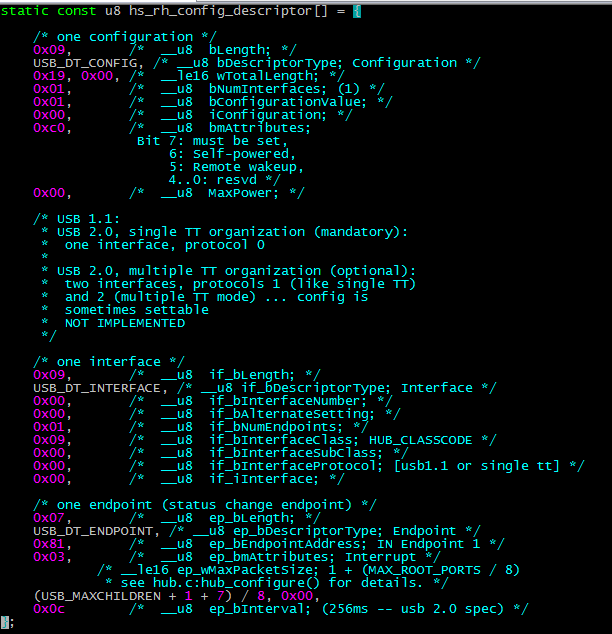 static const u8 hs_rh_config_descriptor[] = {
/* one configuration */
0x09, /* __u8 bLength; */
USB_DT_CONFIG, /* __u8 bDescriptorType; Configuration */
0x19, 0x00, /* __le16 wTotalLength; */
0x01, /* __u8 bNumInterfaces; (1) */
0x01, /* __u8 bConfigurationValue; */
0x00, /* __u8 iConfiguration; */
0xc0, /* __u8 bmAttributes;
Bit 7: must be set,
6: Self-powered,
5: Remote wakeup,
4..0: resvd */
0x00, /* __u8 MaxPower; */
/* USB 1.1:
* USB 2.0, single TT organization (mandatory):
* one interface, protocol 0
*
* USB 2.0, multiple TT organization (optional):
* two interfaces, protocols 1 (like single TT)
* and 2 (multiple TT mode) ... config is
* sometimes settable
* NOT IMPLEMENTED
*/
/* one interface */
0x09, /* __u8 if_bLength; */
USB_DT_INTERFACE, /* __u8 if_bDescriptorType; Interface */
0x00, /* __u8 if_bInterfaceNumber; */
0x00, /* __u8 if_bAlternateSetting; */
0x01, /* __u8 if_bNumEndpoints; */
0x09, /* __u8 if_bInterfaceClass; HUB_CLASSCODE */
0x00, /* __u8 if_bInterfaceSubClass; */
0x00, /* __u8 if_bInterfaceProtocol; [usb1.1 or single tt] */
0x00, /* __u8 if_iInterface; */
/* one endpoint (status change endpoint) */
0x07, /* __u8 ep_bLength; */
USB_DT_ENDPOINT, /* __u8 ep_bDescriptorType; Endpoint */
0x81, /* __u8 ep_bEndpointAddress; IN Endpoint 1 */
0x03, /* __u8 ep_bmAttributes; Interrupt */
/* __le16 ep_wMaxPacketSize; 1 + (MAX_ROOT_PORTS / 8)
* see hub.c:hub_configure() for details. */
(USB_MAXCHILDREN + 1 + 7) / 8, 0x00,
0x0c /* __u8 ep_bInterval; (256ms -- usb 2.0 spec) */
};